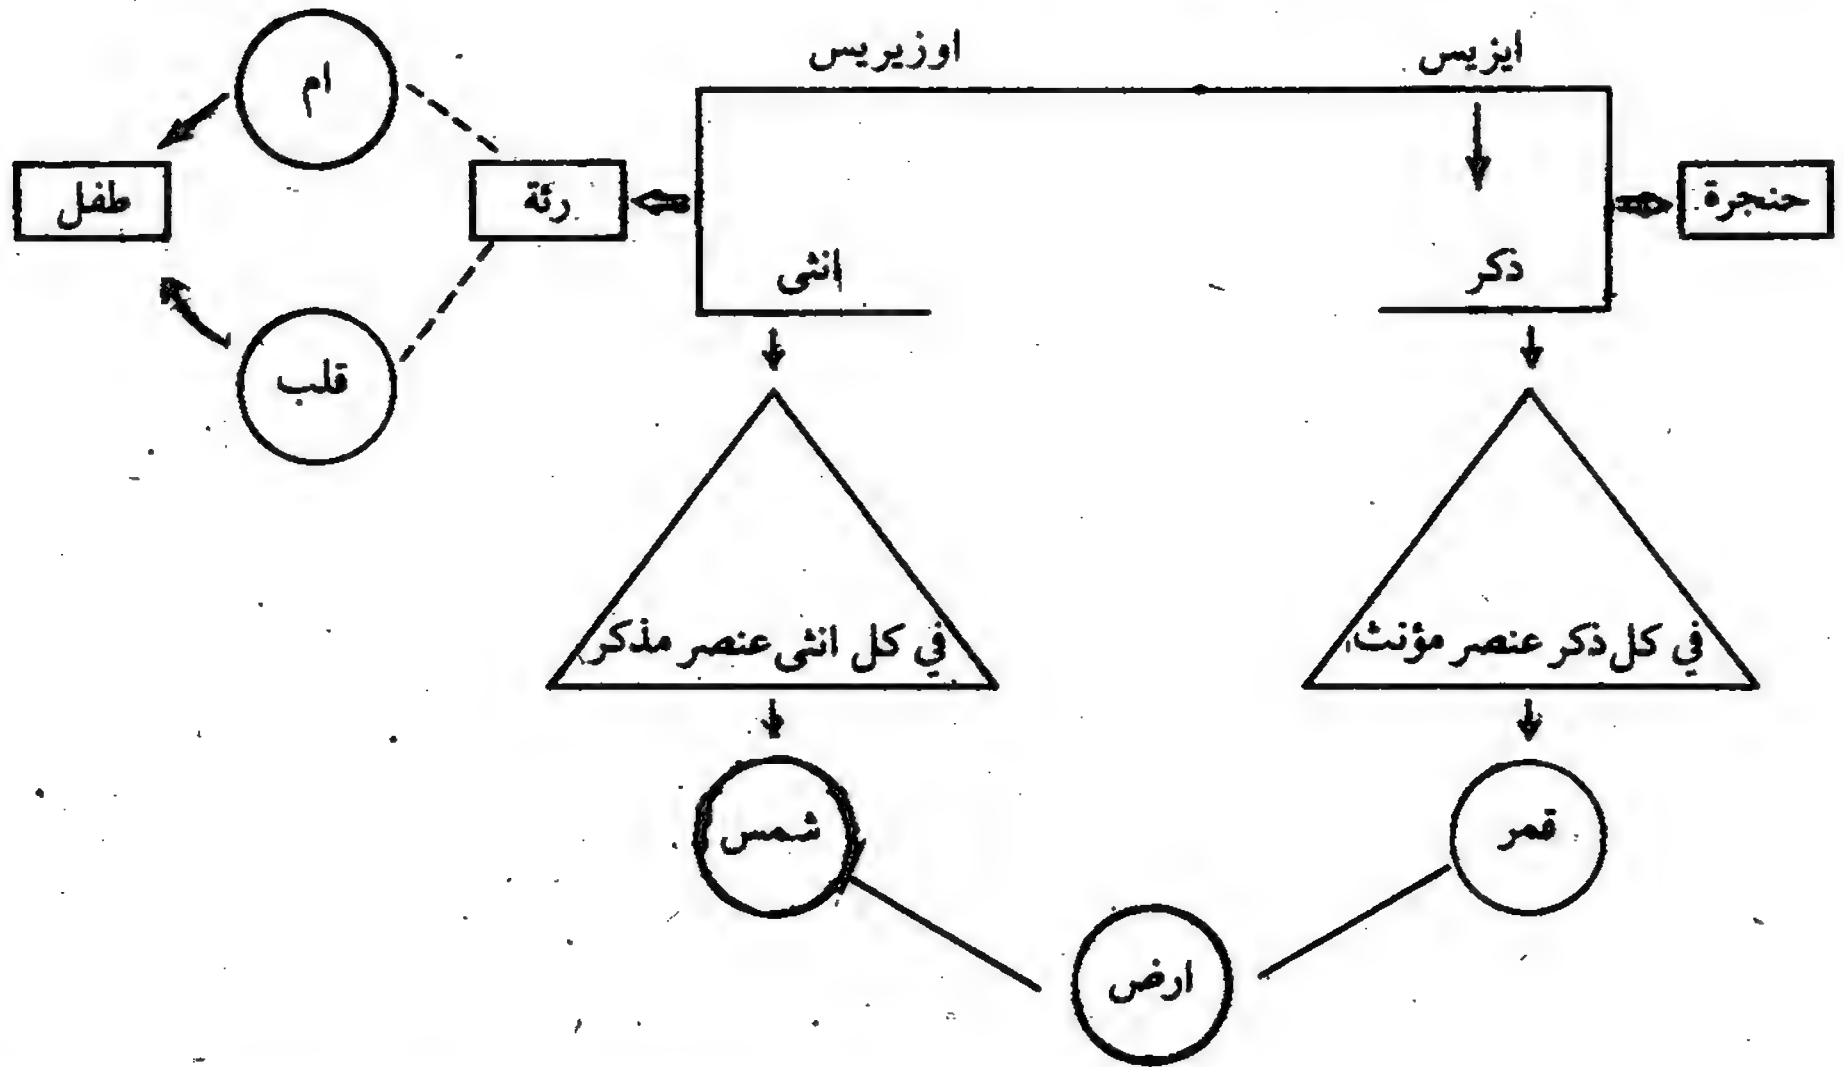 ايزيس
اوزيريس
ام
حنجرة
رئة
طفل
ذكر
انثى
قلب
في كل ذكر عنصر مؤنث
في كل انثى عنصر مذكر
قمر
شمس
ارض